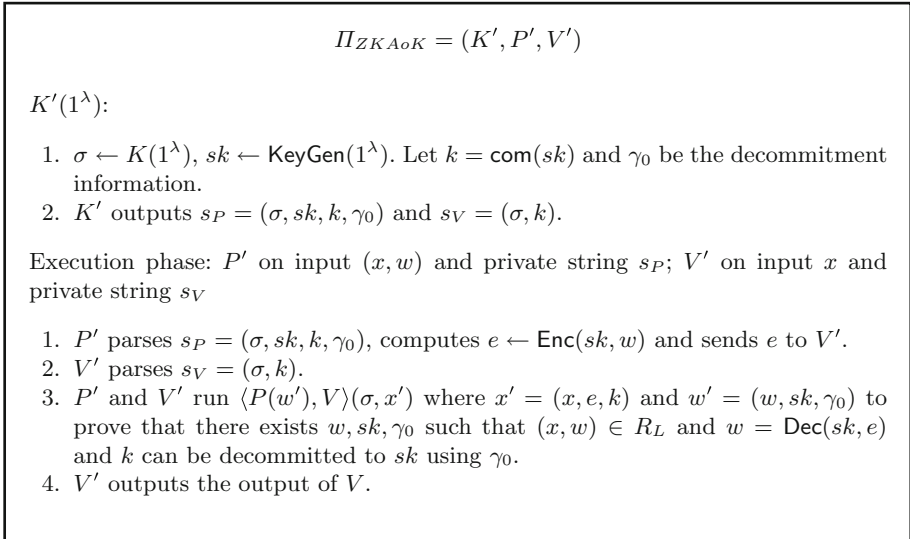 Π_{ZKAoK} = (K′, P′, V′)
K′(1^λ):
1. σ ← K(1^λ), sk ← KeyGen(1^λ). Let k = com(sk) and γ_0 be the decommitment
information.
2. K′ outputs s_P = (σ, sk, k, γ_0) and s_V = (σ, k).
Execution phase: P′ on input (x, w) and private string s_P; V′ on input x and
private string s_V
1. P′ parses s_P = (σ, sk, k, γ_0), computes e ← Enc(sk, w) and sends e to V′.
2. V′ parses s_V = (σ, k).
3. P′ and V′ run ⟨P(w′), V⟩(σ, x′) where x′ = (x, e, k) and w′ = (w, sk, γ_0) to
prove that there exists w, sk, γ_0 such that (x, w) ∈ R_L and w = Dec(sk, e)
and k can be decommitted to sk using γ_0.
4. V′ outputs the output of V.